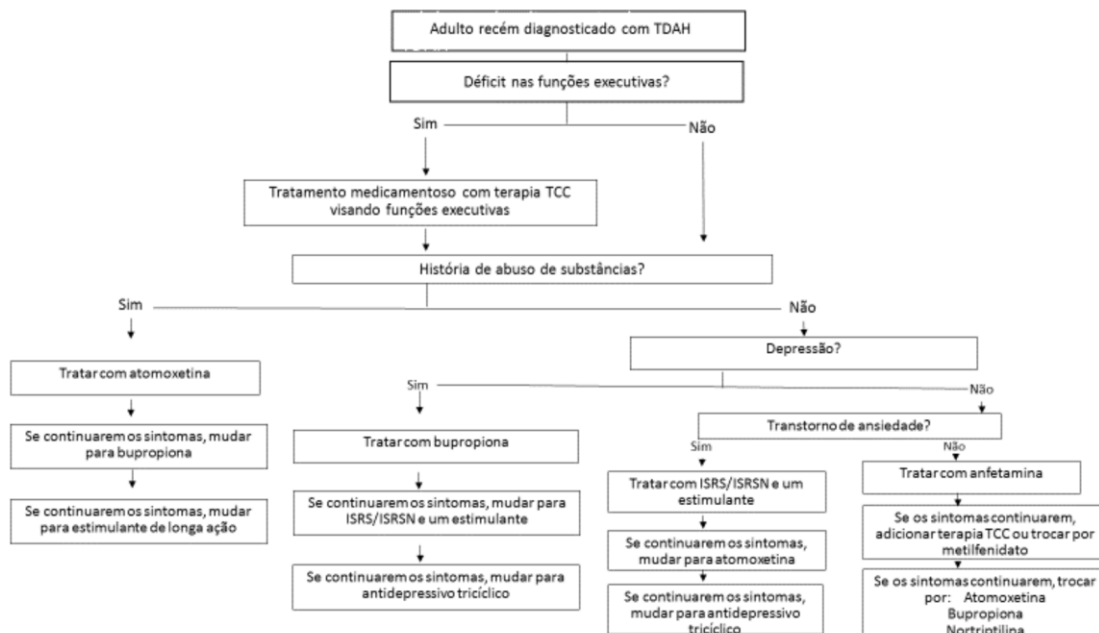 Adulto recém diagnosticado com TDAH
Déficit nas funções executivas?
Sim
Não
Tratamento medicamentoso com terapia TCC
visando funções executivas
História de abuso de substâncias?
Sim
Não
Tratar com atomoxetina
Se continuarem os sintomas, mudar
para bupropiona
Se continuarem os sintomas, mudar
para estimulante de longa ação
Depressão?
Sim
Não
Tratar com bupropiona
Se continuarem os sintomas, mudar para
ISRS/ISRSN e um estimulante
Se continuarem os sintomas, mudar para
antidepressivo tricíclico
Transtorno de ansiedade?
Sim
Não
Tratar com ISRS/ISRSN e um
estimulante
Se continuarem os sintomas,
mudar para atomoxetina
Se continuarem os sintomas,
mudar para antidepressivo
tricíclico
Tratar com anfetamina
Se os sintomas continuarem,
adicionar terapia TCC ou trocar por
metilfenidato
Se os sintomas continuarem, trocar
por: Atomoxetina
Bupropiona
Nortriptilina